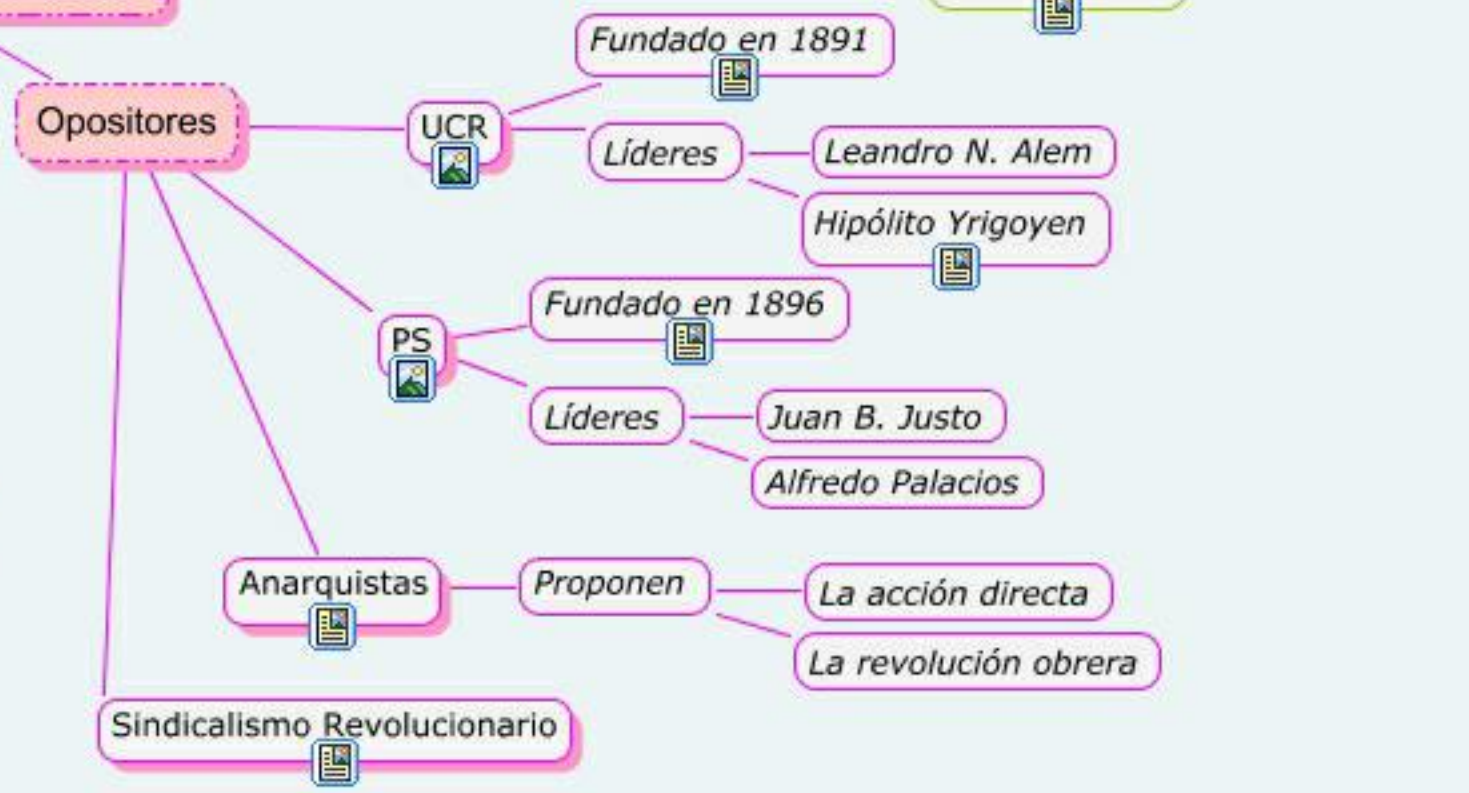 Opositores
UCR
Fundado en 1891
Líderes
Leandro N. Alem
Hipólito Yrigoyen
PS
Fundado en 1896
Líderes
Juan B. Justo
Alfredo Palacios
Anarquistas
Proponen
La acción directa
La revolución obrera
Sindicalismo Revolucionario